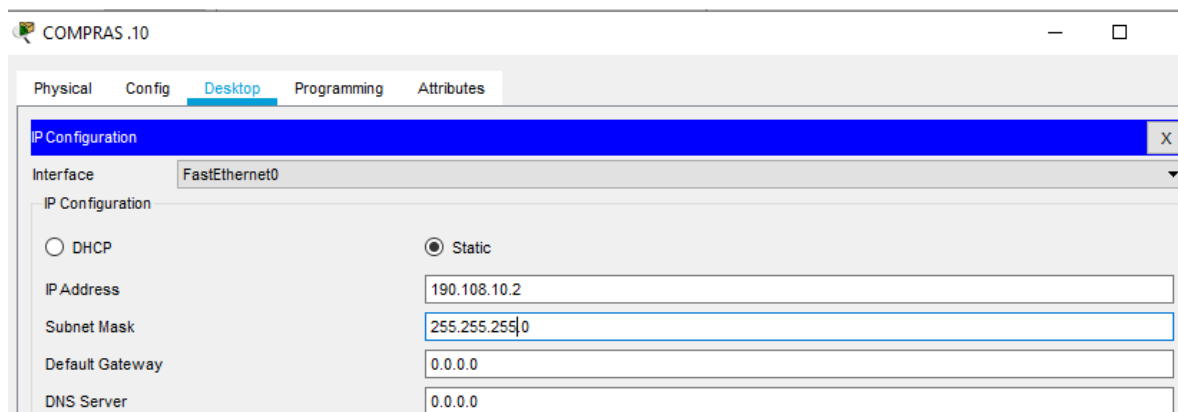 COMPRAS .10
Physical Config Desktop Programming Attributes
IP Configuration X
Interface FastEthernet0
IP Configuration
DHCP Static
IP Address 190.108.10.2
Subnet Mask 255.255.255.0
Default Gateway 0.0.0.0
DNS Server 0.0.0.0